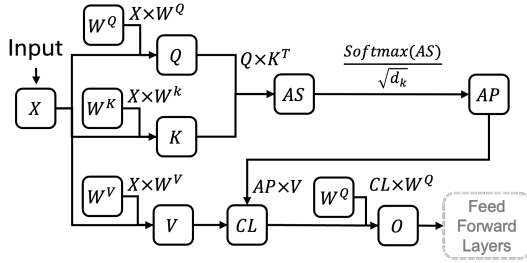 W^Q
X×W^Q
Input
Q
Q×K^T
Softmax(AS)
√d_k
X
W^K
X×W^k
K
AS
AP
W^V
X×W^V
V
CL
AP×V
W^Q
CL×W^Q
O
Feed
Forward
Layers